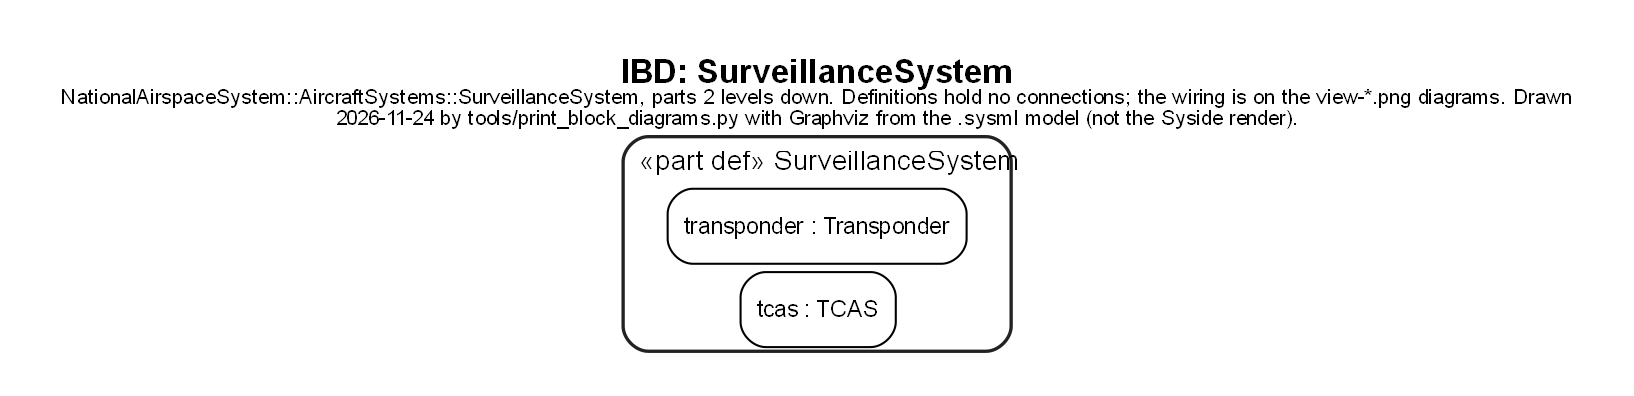 IBD: SurveillanceSystem
NationalAirspaceSystem::AircraftSystems::SurveillanceSystem, parts 2 levels down. Definitions hold no connections; the wiring is on the view-*.png diagrams. Drawn
2026-11-24 by tools/print_block_diagrams.py with Graphviz from the .sysml model (not the Syside render).
«part def» SurveillanceSystem
transponder : Transponder
tcas : TCAS